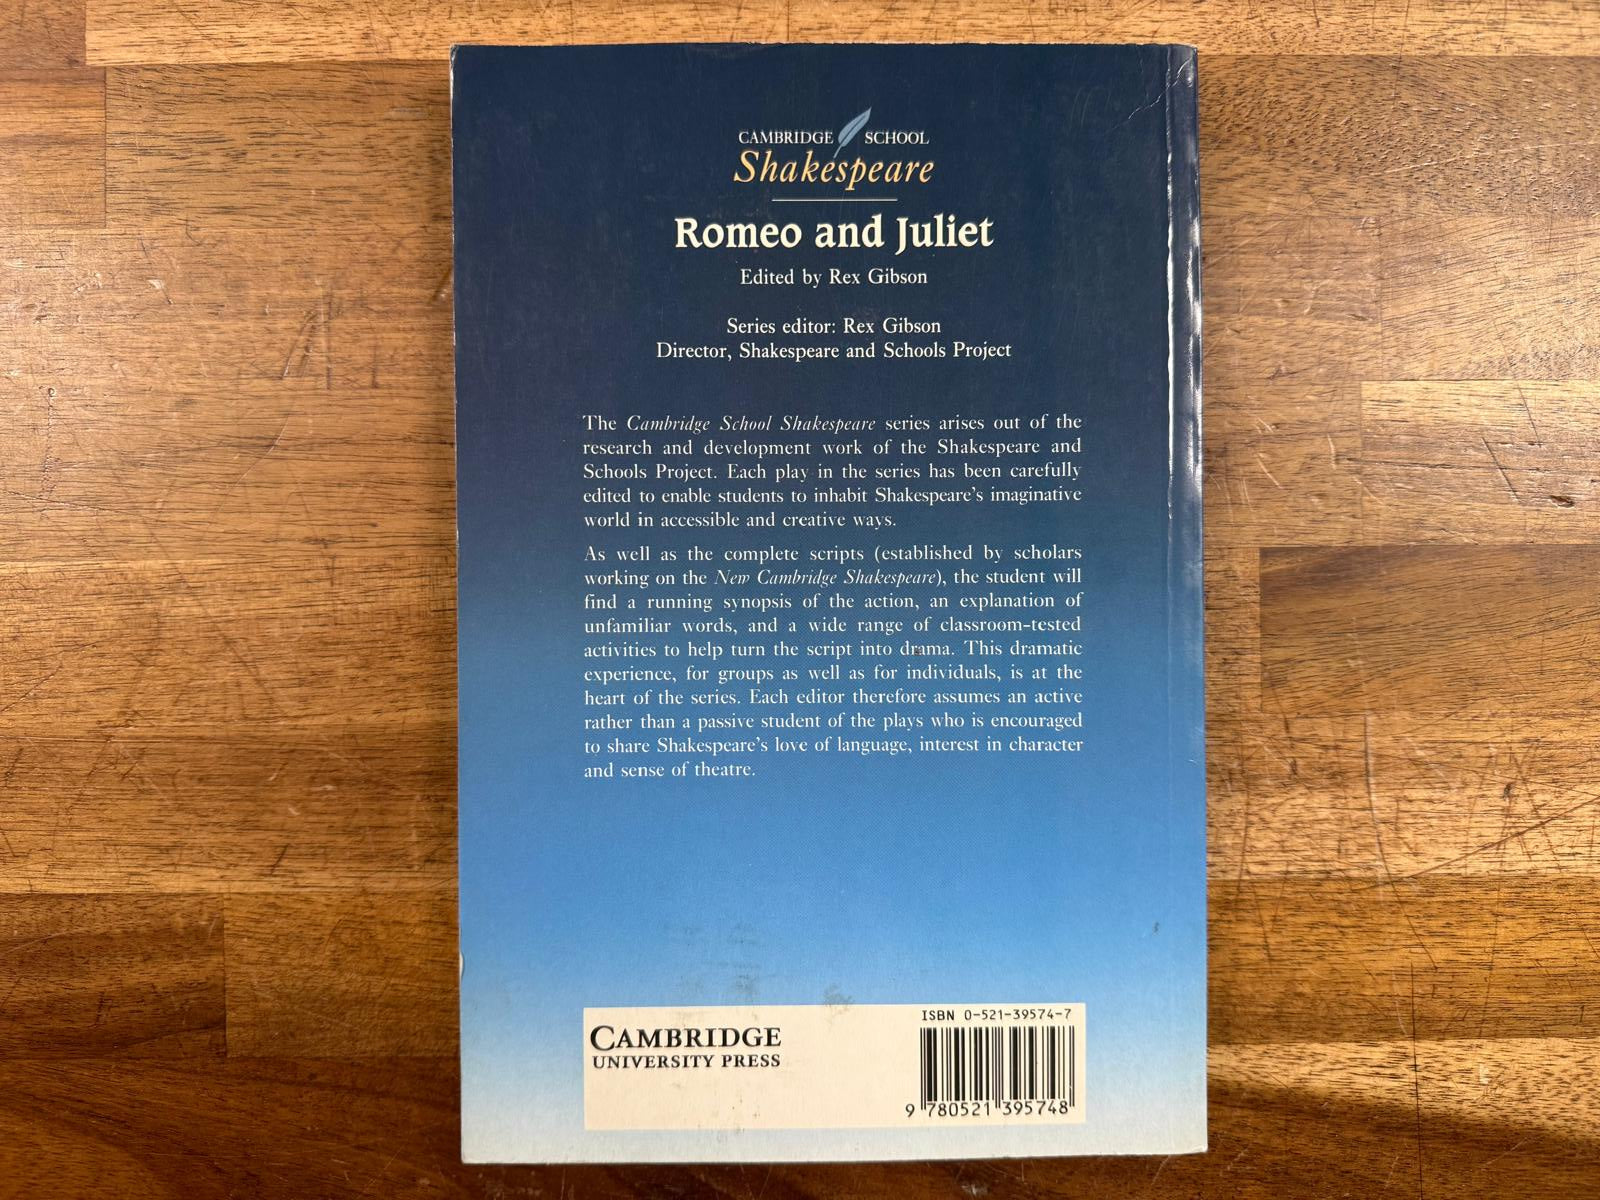 CAMBRIDGE SCHOOL
Shakespeare
Romeo and Juliet
Edited by Rex Gibson
Series editor: Rex Gibson
Director, Shakespeare and Schools Project
The Cambridge School Shakespeare series arises out of the
research and development work of the Shakespeare and
Schools Project. Each play in the series has been carefully
edited to enable students to inhabit Shakespeare's imaginative
world in accessible and creative ways.
As well as the complete scripts (established by scholars
working on the New Cambridge Shakespeare), the student will
find a running synopsis of the action, an explanation of
unfamiliar words, and a wide range of classroom-tested
activities to help turn the script into drama. This dramatic
experience, for groups as well as for individuals, is at the
heart of the series. Each editor therefore assumes an active
rather than a passive student of the plays who is encouraged
to share Shakespeare's love of language, interest in character
and sense of theatre.
CAMBRIDGE
UNIVERSITY PRESS
ISBN 0-521-39574-7
9 780521 395748